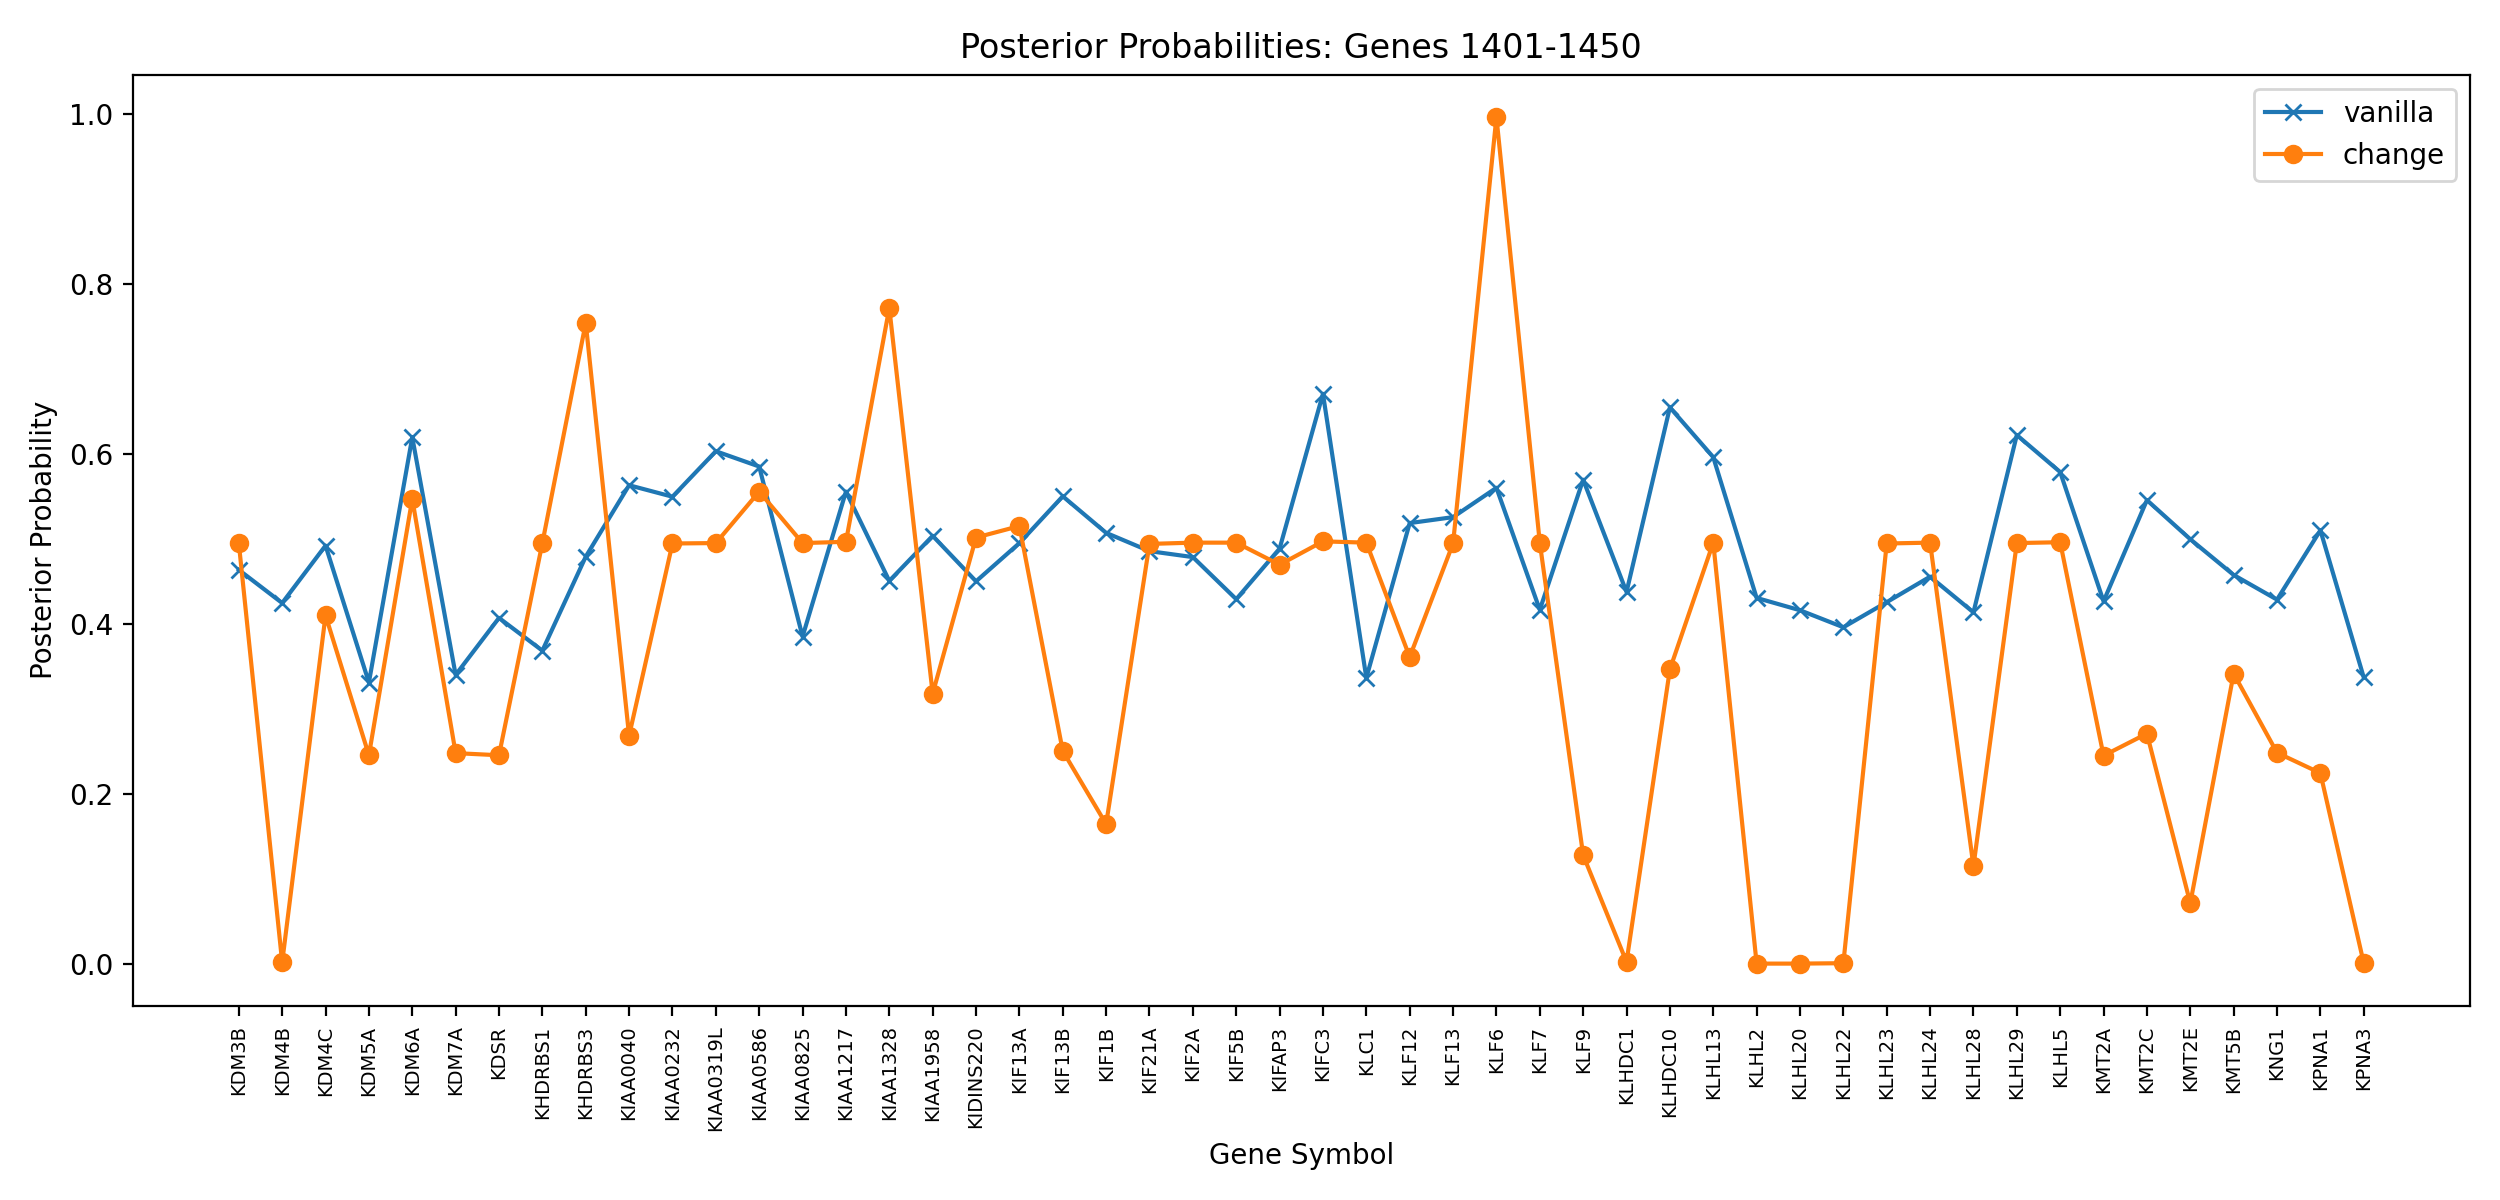 Posterior Probabilities: Genes 1401-1450
vanilla
change
Posterior Probability
1.0
0.8
0.6
0.4
0.2
0.0
KDM3B
KDM4B
KDM4C
KDM5A
KDM6A
KDM7A
KDSR
KHDRBS1
KHDRBS3
KIAA0040
KIAA0232
KIAA0319L
KIAA0586
KIAA0825
KIAA1217
KIAA1328
KIAA1958
KIDINS220
KIF13A
KIF13B
KIF1B
KIF21A
KIF2A
KIF5B
KIFAP3
KIFC3
KLC1
KLF12
KLF13
KLF6
KLF7
KLF9
KLHDC1
KLHDC10
KLHL13
KLHL2
KLHL20
KLHL22
KLHL23
KLHL24
KLHL28
KLHL29
KLHL5
KMT2A
KMT2C
KMT2E
KMT5B
KNG1
KPNA1
KPNA3
Gene Symbol